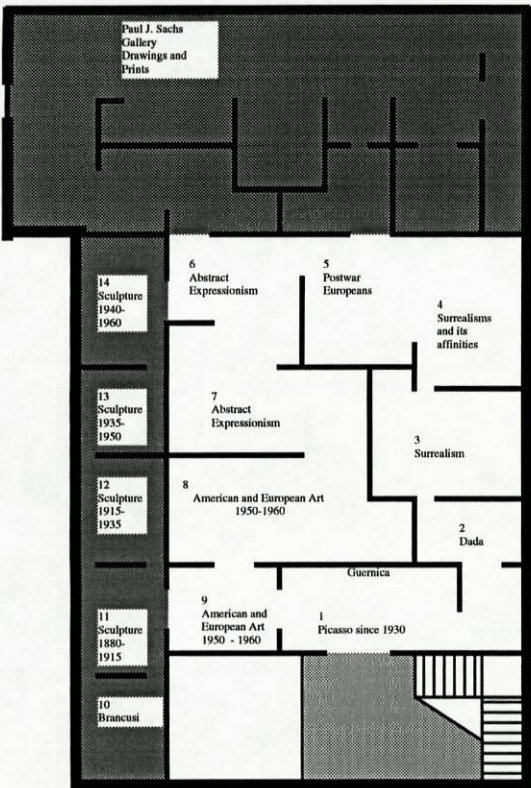 Paul J. Sachs
Gallery
Drawings and
Prints
6
Abstract
Expressionism
5
Postwar
Europeans
4
Surrealisms
and its
affinities
14
Sculpture
1940-
1960
13
Sculpture
1935-
1950
7
Abstract
Expressionism
3
Surrealism
12
Sculpture
1915-
1935
8
American and European Art
1950-1960
2
Dada
Guernica
9
American and
European Art
1950 - 1960
1
Picasso since 1930
11
Sculpture
1880-
1915
10
Brancusi